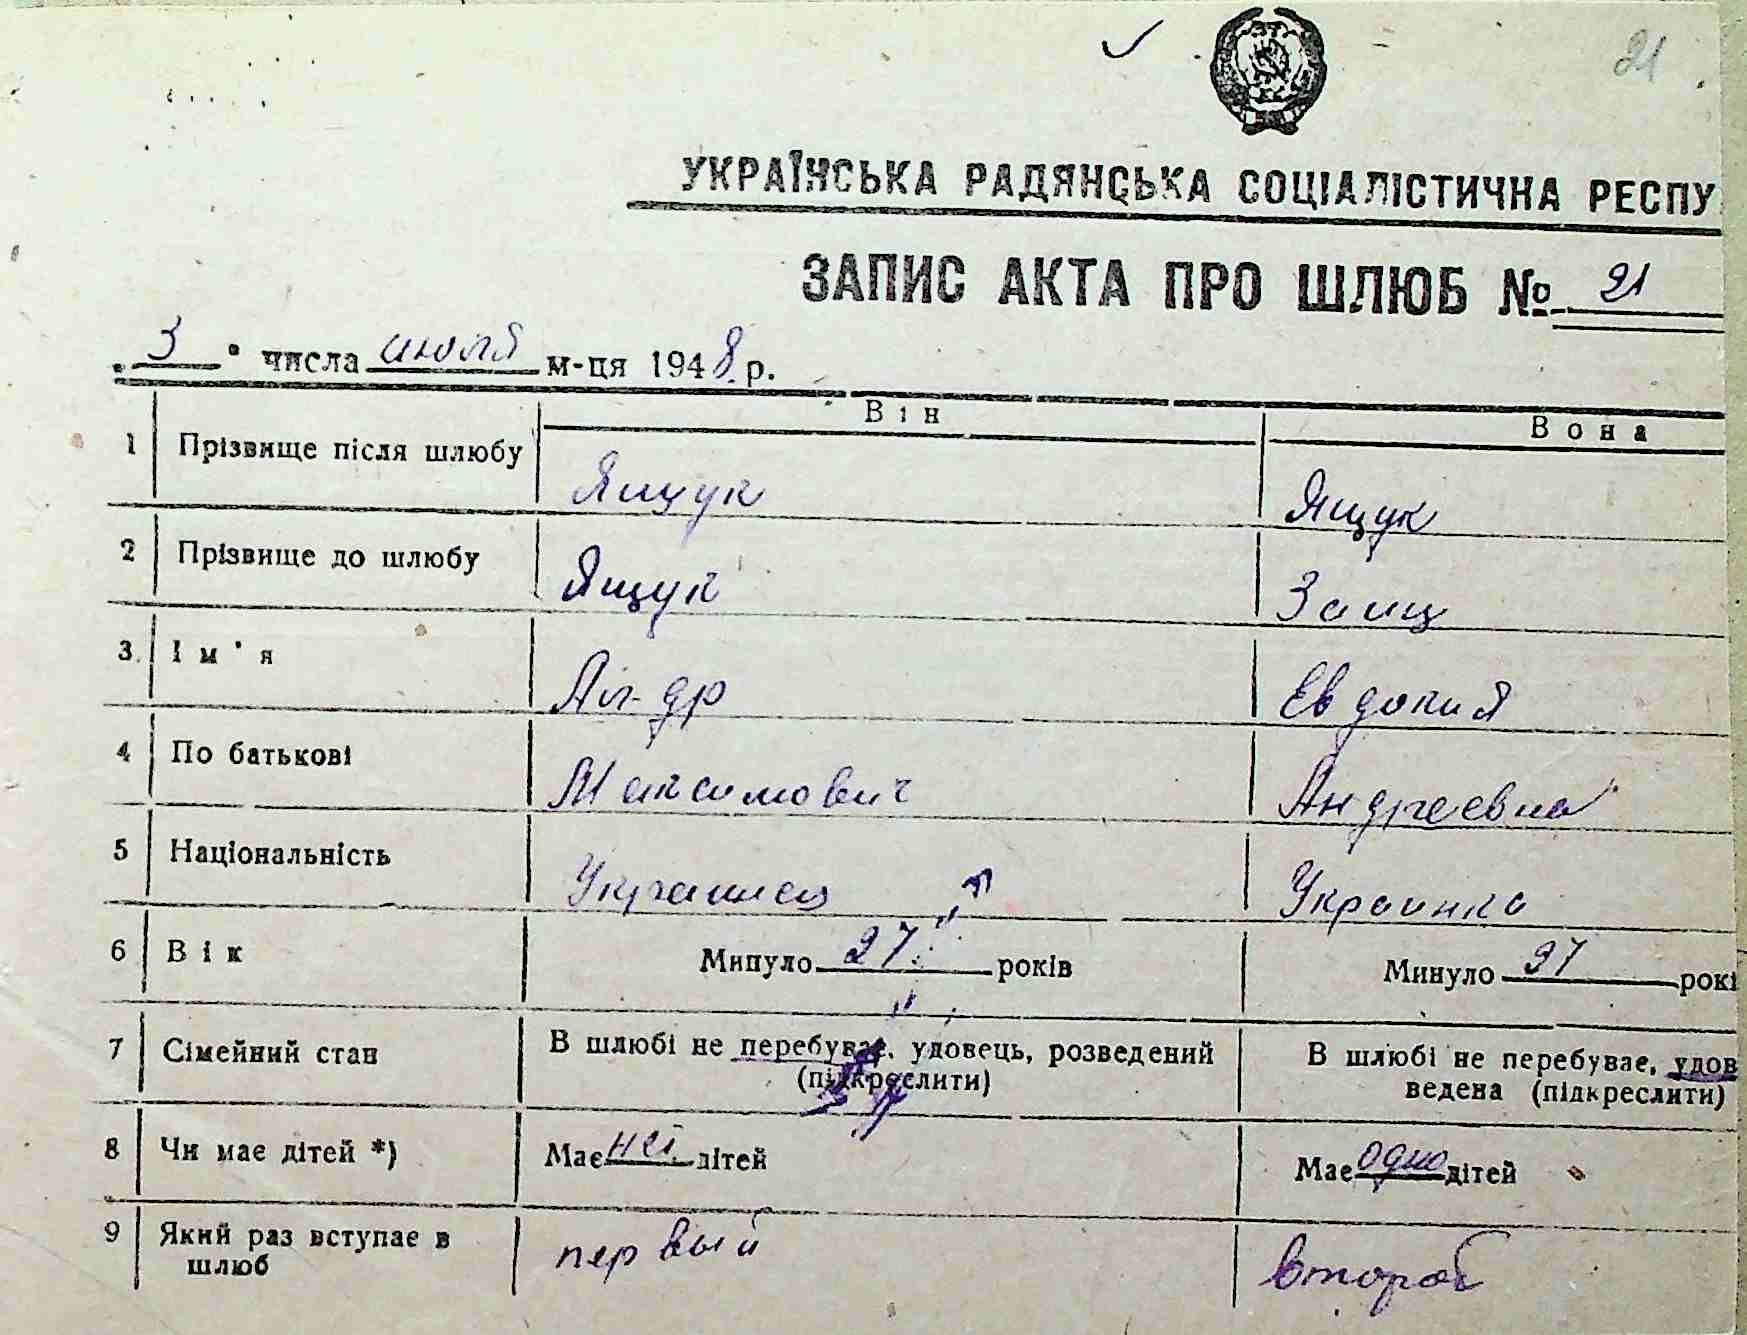 21
УКРАЇНСЬКА РАДЯНСЬКА СОЦІАЛІСТИЧНА РЕСПУ
ЗАПИС АКТА ПРО ШЛЮБ № 21
3 " числа июля м-ця 1948 р.
Він Вона
1 Прізвище після шлюбу Ящук Ящук
2 Прізвище до шлюбу Ящук Заяц
3. Ім'я Ал-др Евдокия
4 По батькові Максимович Андреевна
5 Національність Украинец Украинка
6 Вік Минуло 27 років Минуло рокі
7 Сімейний стан В шлюбі не перебуває, удовець, розведений В шлюбі не перебуває, удов
(підкреслити) ведена (підкреслити)
8 Чи має дітей *) Має нет дітей Має одно дітей
9 Який раз вступає в первый второй
шлюб